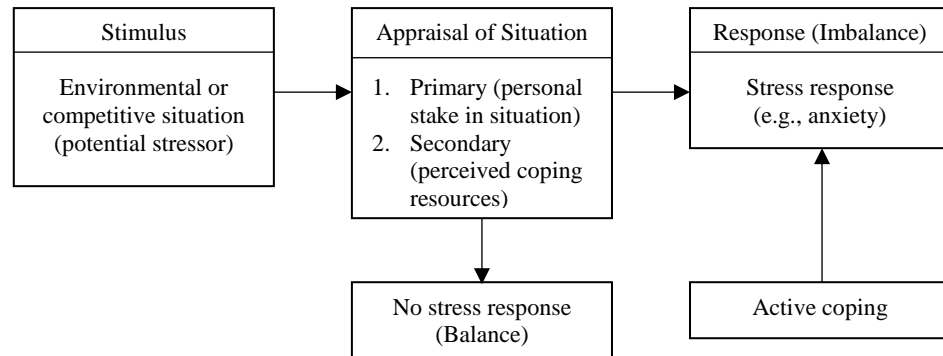 Stimulus
Environmental or
competitive situation
(potential stressor)
Appraisal of Situation
1. Primary (personal
stake in situation)
2. Secondary
(perceived coping
resources)
Response (Imbalance)
Stress response
(e.g., anxiety)
No stress response
(Balance)
Active coping